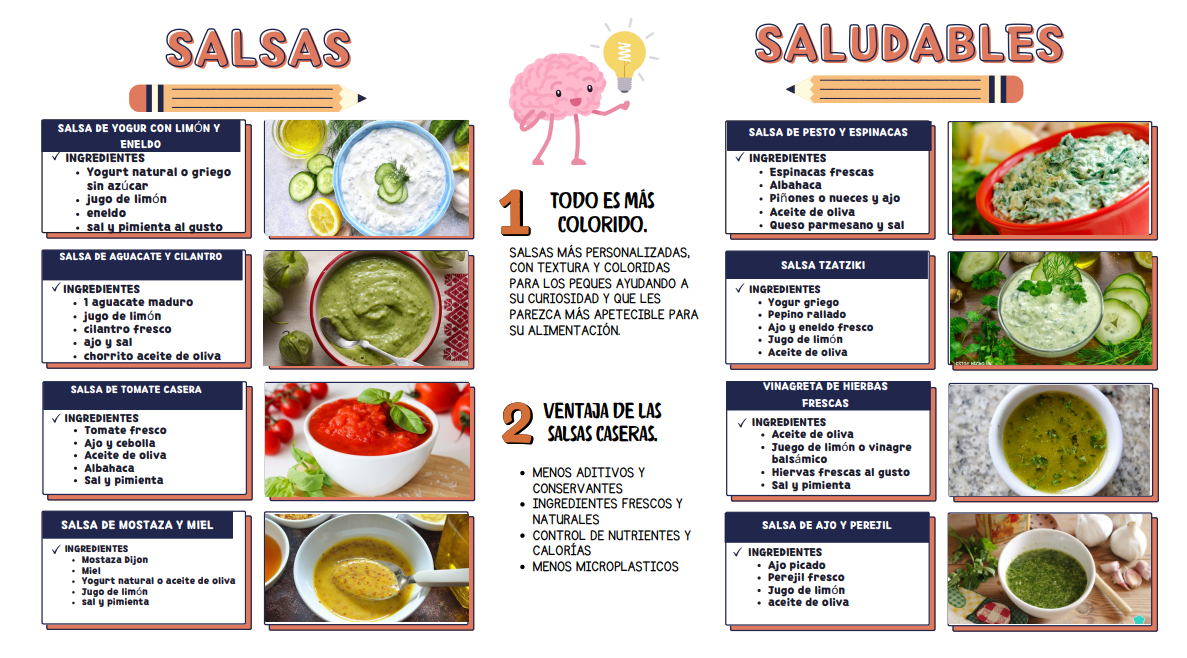 SALSAS
SALSA DE YOGUR CON LIMÓN Y
ENELDO
INGREDIENTES
Yogurt natural o griego
sin azúcar
jugo de limón
eneldo
sal y pimienta al gusto
SALSA DE AGUACATE Y CILANTRO
INGREDIENTES
1 aguacate maduro
jugo de limón
cilantro fresco
ajo y sal
chorrito aceite de oliva
SALSA DE TOMATE CASERA
INGREDIENTES
Tomate fresco
Ajo y cebolla
Aceite de oliva
Albahaca
Sal y pimienta
SALSA DE MOSTAZA Y MIEL
INGREDIENTES
Mostaza Dijon
Miel
Yogurt natural o aceite de oliva
Jugo de limón
sal y pimienta
1 TODO ES MÁS
COLORIDO.
SALSAS MÁS PERSONALIZADAS,
CON TEXTURA Y COLORIDAS
PARA LOS PEQUES AYUDANDO A
SU CURIOSIDAD Y QUE LES
PAREZCA MÁS APETECIBLE PARA
SU ALIMENTACIÓN.
2 VENTAJA DE LAS
SALSAS CASERAS.
MENOS ADITIVOS Y
CONSERVANTES
INGREDIENTES FRESCOS Y
NATURALES
CONTROL DE NUTRIENTES Y
CALORÍAS
MENOS MICROPLASTICOS
SALUDABLES
SALSA DE PESTO Y ESPINACAS
INGREDIENTES
Espinacas frescas
Albahaca
Piñones o nueces y ajo
Aceite de oliva
Queso parmesano y sal
SALSA TZATZIKI
INGREDIENTES
Yogur griego
Pepino rallado
Ajo y eneldo fresco
Jugo de limón
Aceite de oliva
VINAGRETA DE HIERBAS
FRESCAS
INGREDIENTES
Aceite de oliva
Juego de limón o vinagre
balsámico
Hiervas frescas al gusto
Sal y pimienta
SALSA DE AJO Y PEREJIL
INGREDIENTES
Ajo picado
Perejil fresco
Jugo de limón
aceite de oliva